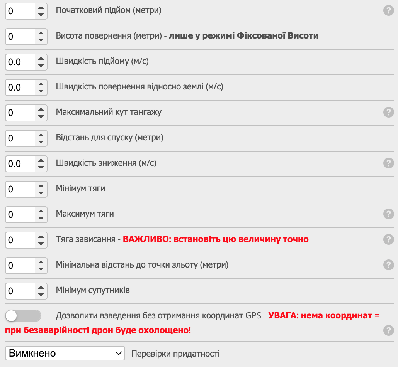 0 Початковий підйом (метри) ?
0 Висота повернення (метри) - лише у режимі Фіксованої Висоти
0.0 Швидкість підйому (м/с)
0.0 Швидкість повернення відносно землі (м/с)
0 Максимальний кут тангажу ?
0 Відстань для спуску (метри)
0.0 Швидкість зниження (м/с) ?
0 Мінімум тяги
0 Максимум тяги ?
0 Тяга зависання - ВАЖЛИВО: встановіть цю величину точно ?
0 Мінімальна відстань до точки зльоту (метри) ?
0 Мінімум супутників
Дозволити взведення без отримання координат GPS УВАГА: нема координат =
при безаварійності дрон буде охолощено! ?
Вимкнено Перевірки придатності